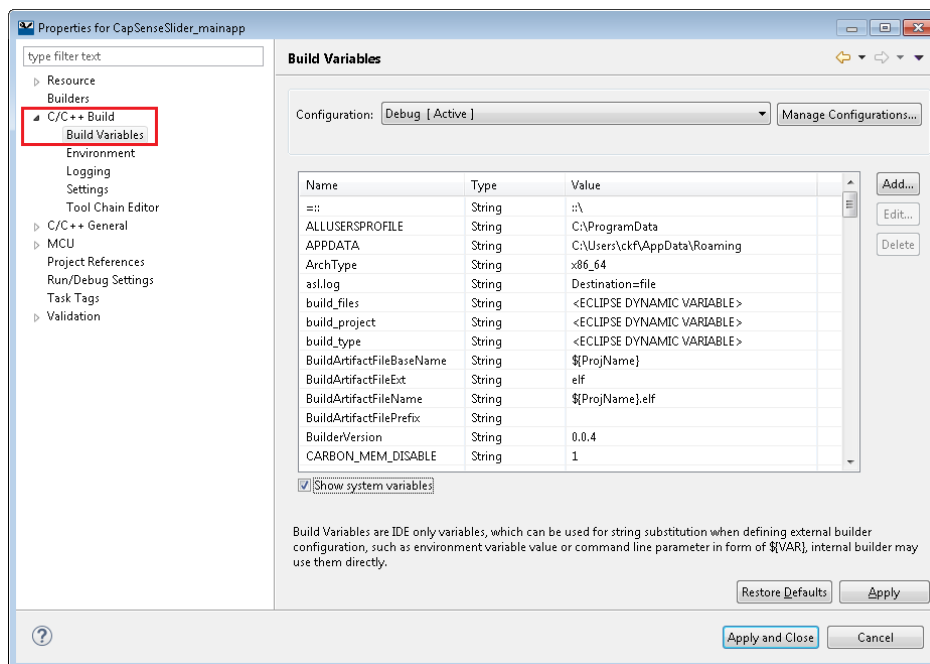 Properties for CapSenseSlider_mainapp
type filter text
Resource
Builders
C/C++ Build
Build Variables
Environment
Logging
Settings
Tool Chain Editor
C/C++ General
MCU
Project References
Run/Debug Settings
Task Tags
Validation
Build Variables
Configuration: Debug [ Active ] Manage Configurations...
Name Type Value
=:: String ::\
ALLUSERSPROFILE String C:\ProgramData
APPDATA String C:\Users\ckf\AppData\Roaming
ArchType String x86_64
asl.log String Destination=file
build_files String <ECLIPSE DYNAMIC VARIABLE>
build_project String <ECLIPSE DYNAMIC VARIABLE>
build_type String <ECLIPSE DYNAMIC VARIABLE>
BuildArtifactFileBaseName String ${ProjName}
BuildArtifactFileExt String elf
BuildArtifactFileName String ${ProjName}.elf
BuildArtifactFilePrefix String
BuilderVersion String 0.0.4
CARBON_MEM_DISABLE String 1
Add...
Edit...
Delete
Show system variables
Build Variables are IDE only variables, which can be used for string substitution when defining external builder
configuration, such as environment variable value or command line parameter in form of ${VAR}, internal builder may
use them directly.
Restore Defaults Apply
? Apply and Close Cancel